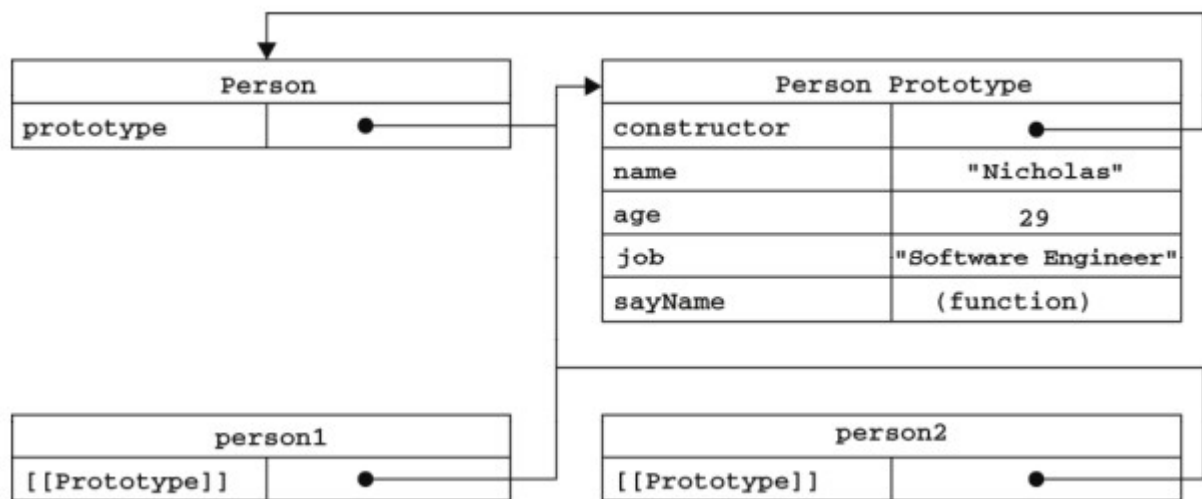 Person
prototype
Person Prototype
constructor
name "Nicholas"
age 29
job "Software Engineer"
sayName (function)
person1
[[Prototype]]
person2
[[Prototype]]